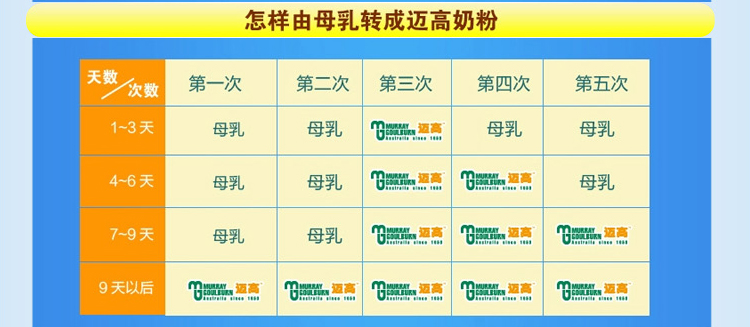 怎样由母乳转成迈高奶粉
天数/次数 第一次 第二次 第三次 第四次 第五次
1~3 天 母乳 母乳 MURRAY GOULBURN 迈高 Australia since 1950 母乳 母乳
4~6 天 母乳 母乳 MURRAY GOULBURN 迈高 Australia since 1950 MURRAY GOULBURN 迈高 Australia since 1950 母乳
7~9 天 母乳 母乳 MURRAY GOULBURN 迈高 Australia since 1950 MURRAY GOULBURN 迈高 Australia since 1950 MURRAY GOULBURN 迈高 Australia since 1950
9 天以后 MURRAY GOULBURN 迈高 Australia since 1950 MURRAY GOULBURN 迈高 Australia since 1950 MURRAY GOULBURN 迈高 Australia since 1950 MURRAY GOULBURN 迈高 Australia since 1950 MURRAY GOULBURN 迈高 Australia since 1950